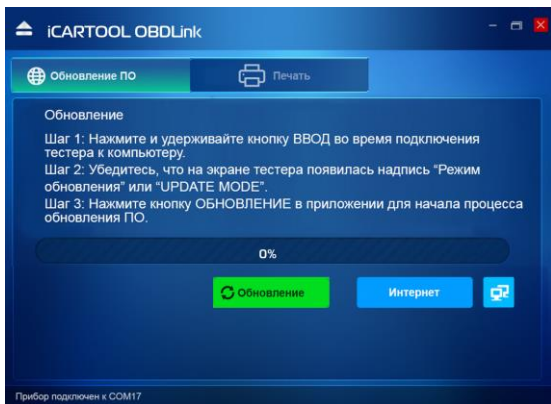 iCARTOOL OBDLink
Обновление ПО
Печать
Обновление
Шаг 1: Нажмите и удерживайте кнопку ВВОД во время подключения
тестера к компьютеру.
Шаг 2: Убедитесь, что на экране тестера появилась надпись “Режим
обновления” или “UPDATE MODE”.
Шаг 3: Нажмите кнопку ОБНОВЛЕНИЕ в приложении для начала процесса
обновления ПО.
0%
Обновление
Интернет
Прибор подключен к COM17